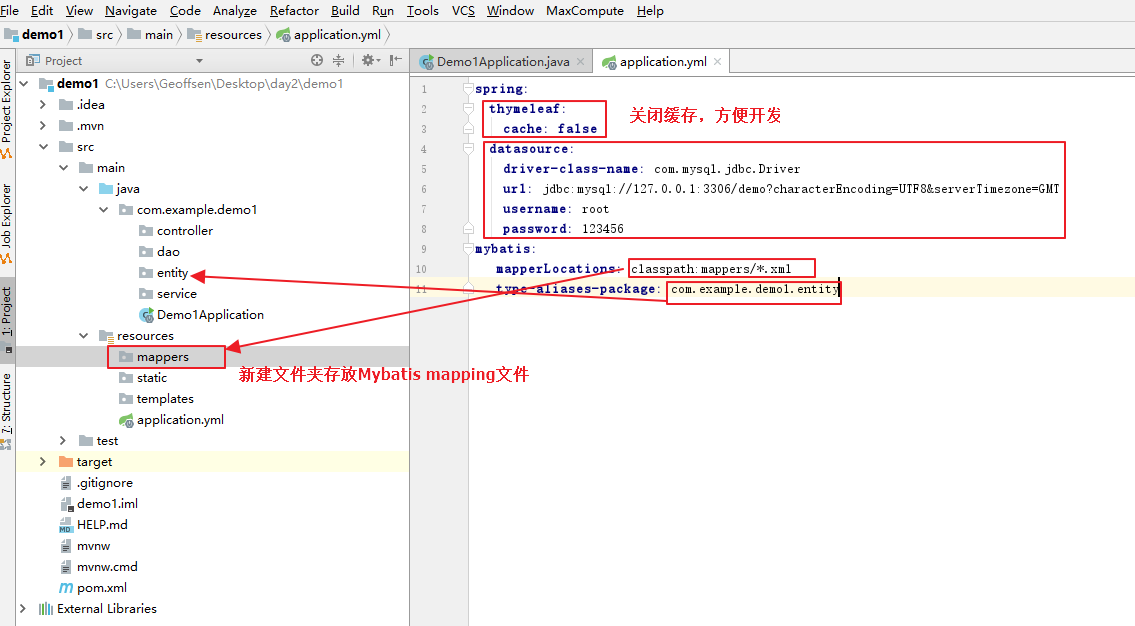 File Edit View Navigate Code Analyze Refactor Build Run Tools VCS Window MaxCompute Help
demo1 src main resources application.yml
Project
Demo1Application.java
application.yml
Project Explorer
Job Explorer
1: Project
7: Structure
demo1 C:\Users\Geoffsen\Desktop\day2\demo1
.idea
.mvn
src
main
java
com.example.demo1
controller
dao
entity
service
Demo1Application
resources
mappers
static
templates
application.yml
test
target
.gitignore
demo1.iml
HELP.md
mvnw
mvnw.cmd
pom.xml
External Libraries
新建文件夹存放Mybatis mapping文件
1 spring:
2 thymeleaf:
3 cache: false
关闭缓存，方便开发
4 datasource:
5 driver-class-name: com.mysql.jdbc.Driver
6 url: jdbc:mysql://127.0.0.1:3306/demo?characterEncoding=UTF8&serverTimezone=GMT
7 username: root
8 password: 123456
9 mybatis:
10 mapperLocations: classpath:mappers/*.xml
11 type-aliases-package: com.example.demo1.entity